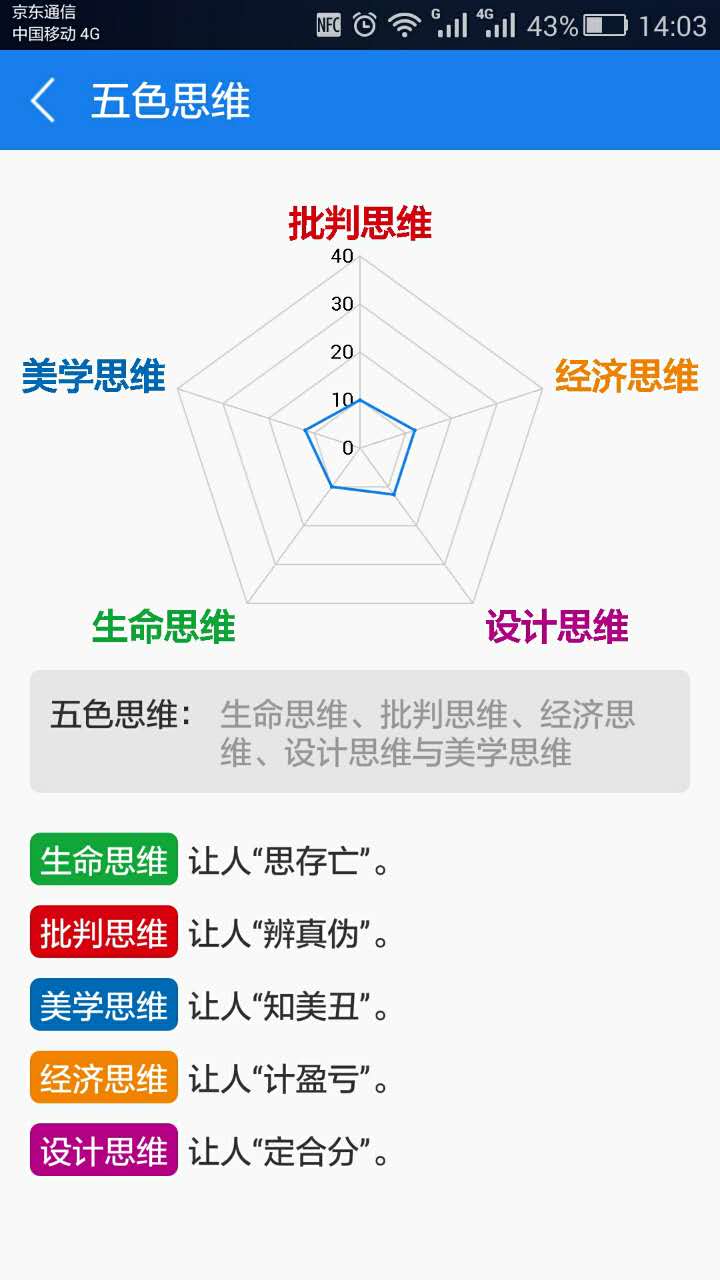 京东通信
中国移动 4G
NFC G 4G 43% 14:03
五色思维
批判思维
40
30
20
10
0
美学思维
经济思维
生命思维
设计思维
五色思维： 生命思维、批判思维、经济思
维、设计思维与美学思维
生命思维 让人“思存亡”。
批判思维 让人“辨真伪”。
美学思维 让人“知美丑”。
经济思维 让人“计盈亏”。
设计思维 让人“定合分”。